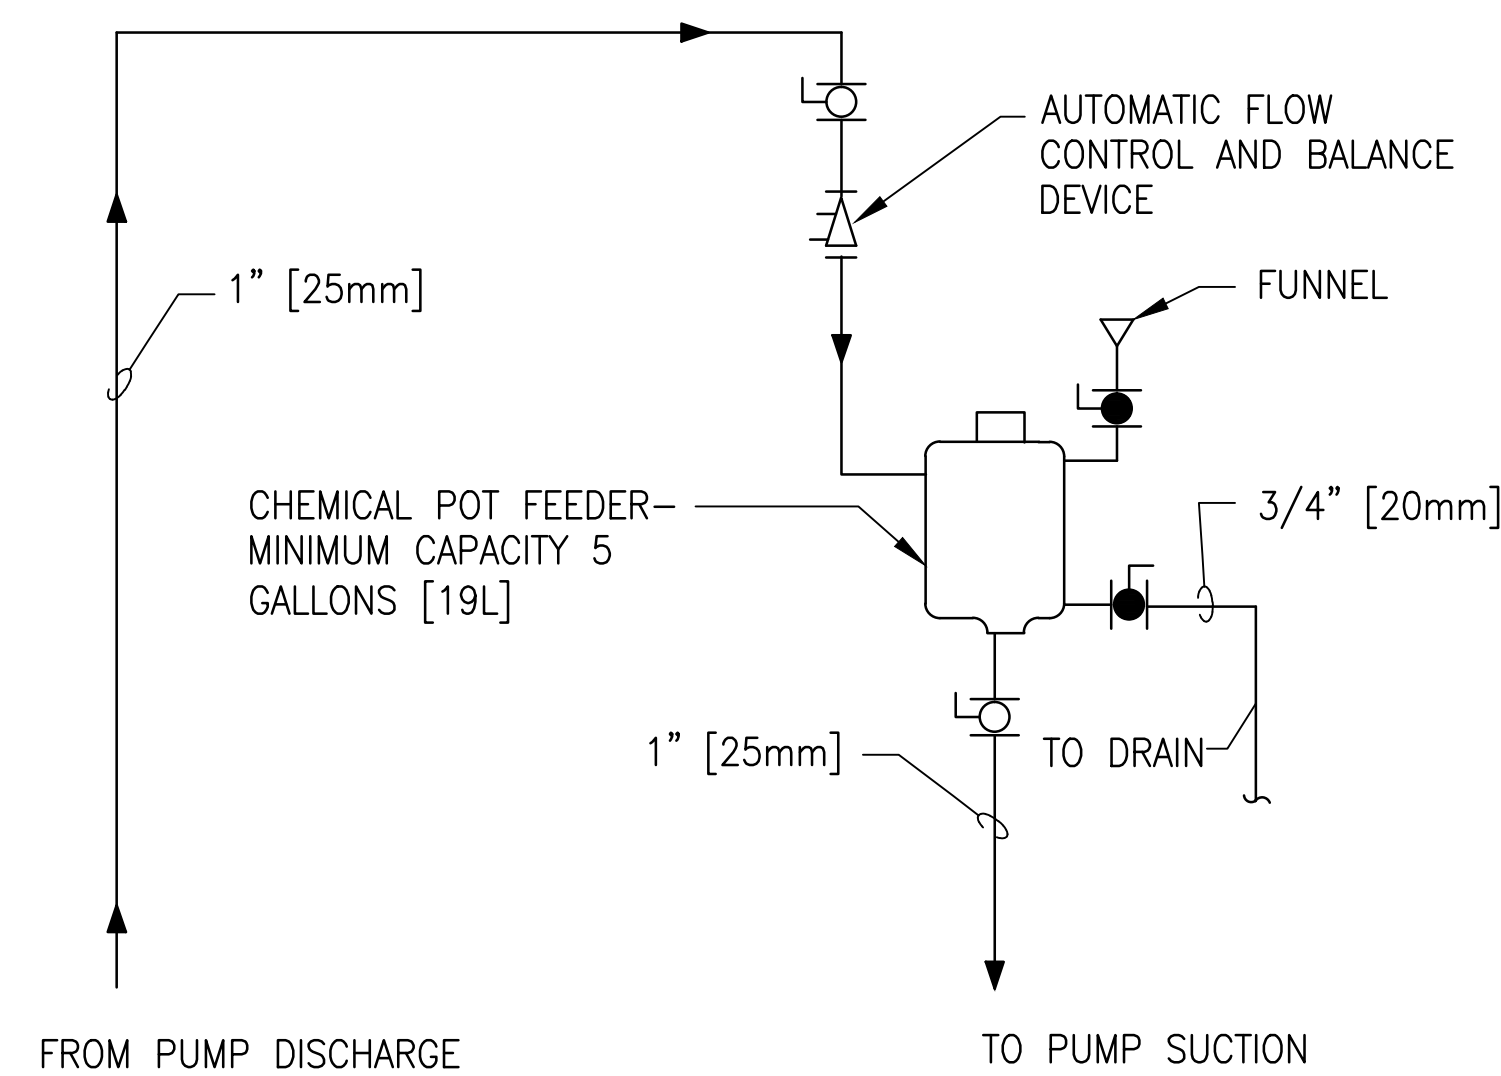 AUTOMATIC FLOW
CONTROL AND BALANCE
DEVICE
1” [25mm]
FUNNEL
CHEMICAL POT FEEDER–
MINIMUM CAPACITY 5
GALLONS [19L]
3/4” [20mm]
1” [25mm]
TO DRAIN
FROM PUMP DISCHARGE
TO PUMP SUCTION